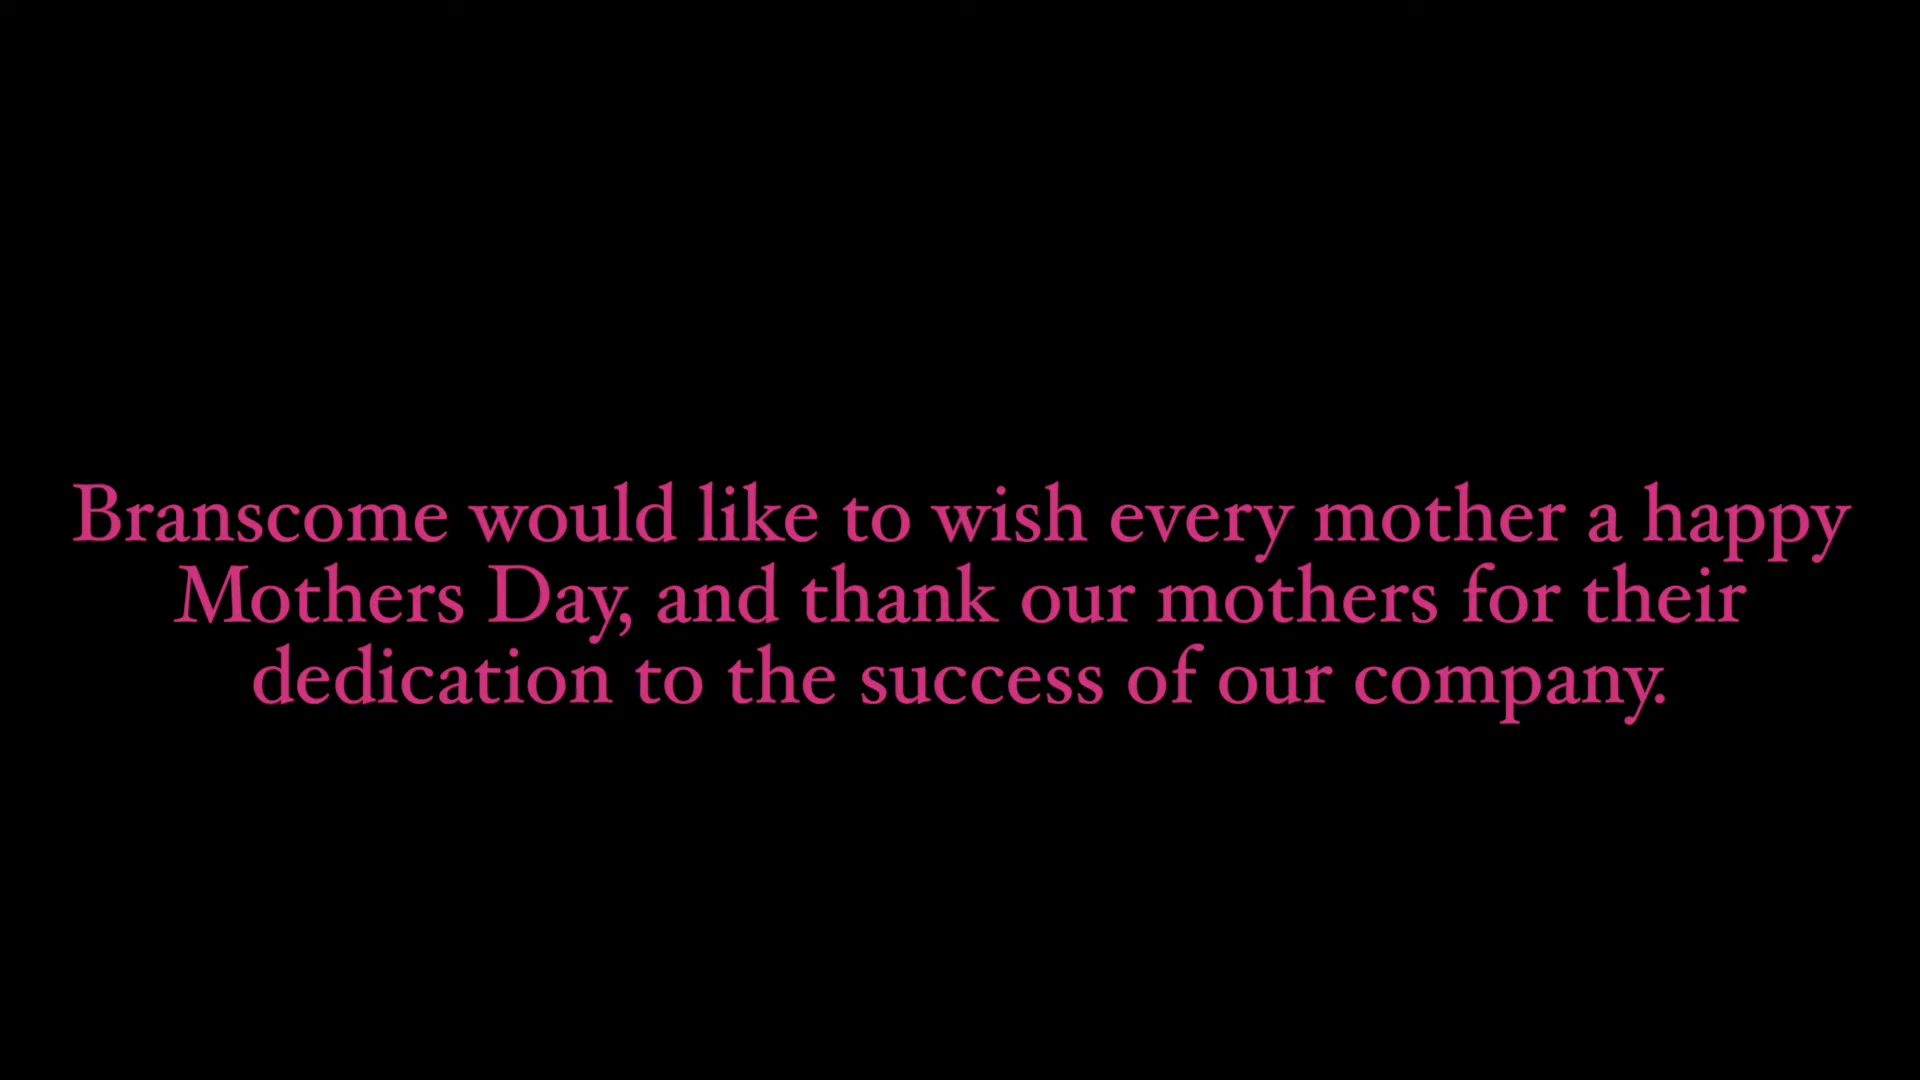 Branscome would like to wish every mother a happy
Mothers Day, and thank our mothers for their
dedication to the success of our company.